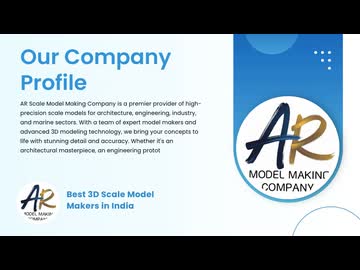 Our Company
Profile
AR Scale Model Making Company is a premier provider of high-
precision scale models for architecture, engineering, industry,
and marine sectors. With a team of expert model makers and
advanced 3D modeling technology, we bring your concepts to
life with stunning detail and accuracy. Whether it's an
architectural masterpiece, an engineering protot
AR
MODEL MAKING
COMPANY
AR
MODEL MAKING
COMPANY
Best 3D Scale Model
Makers in India